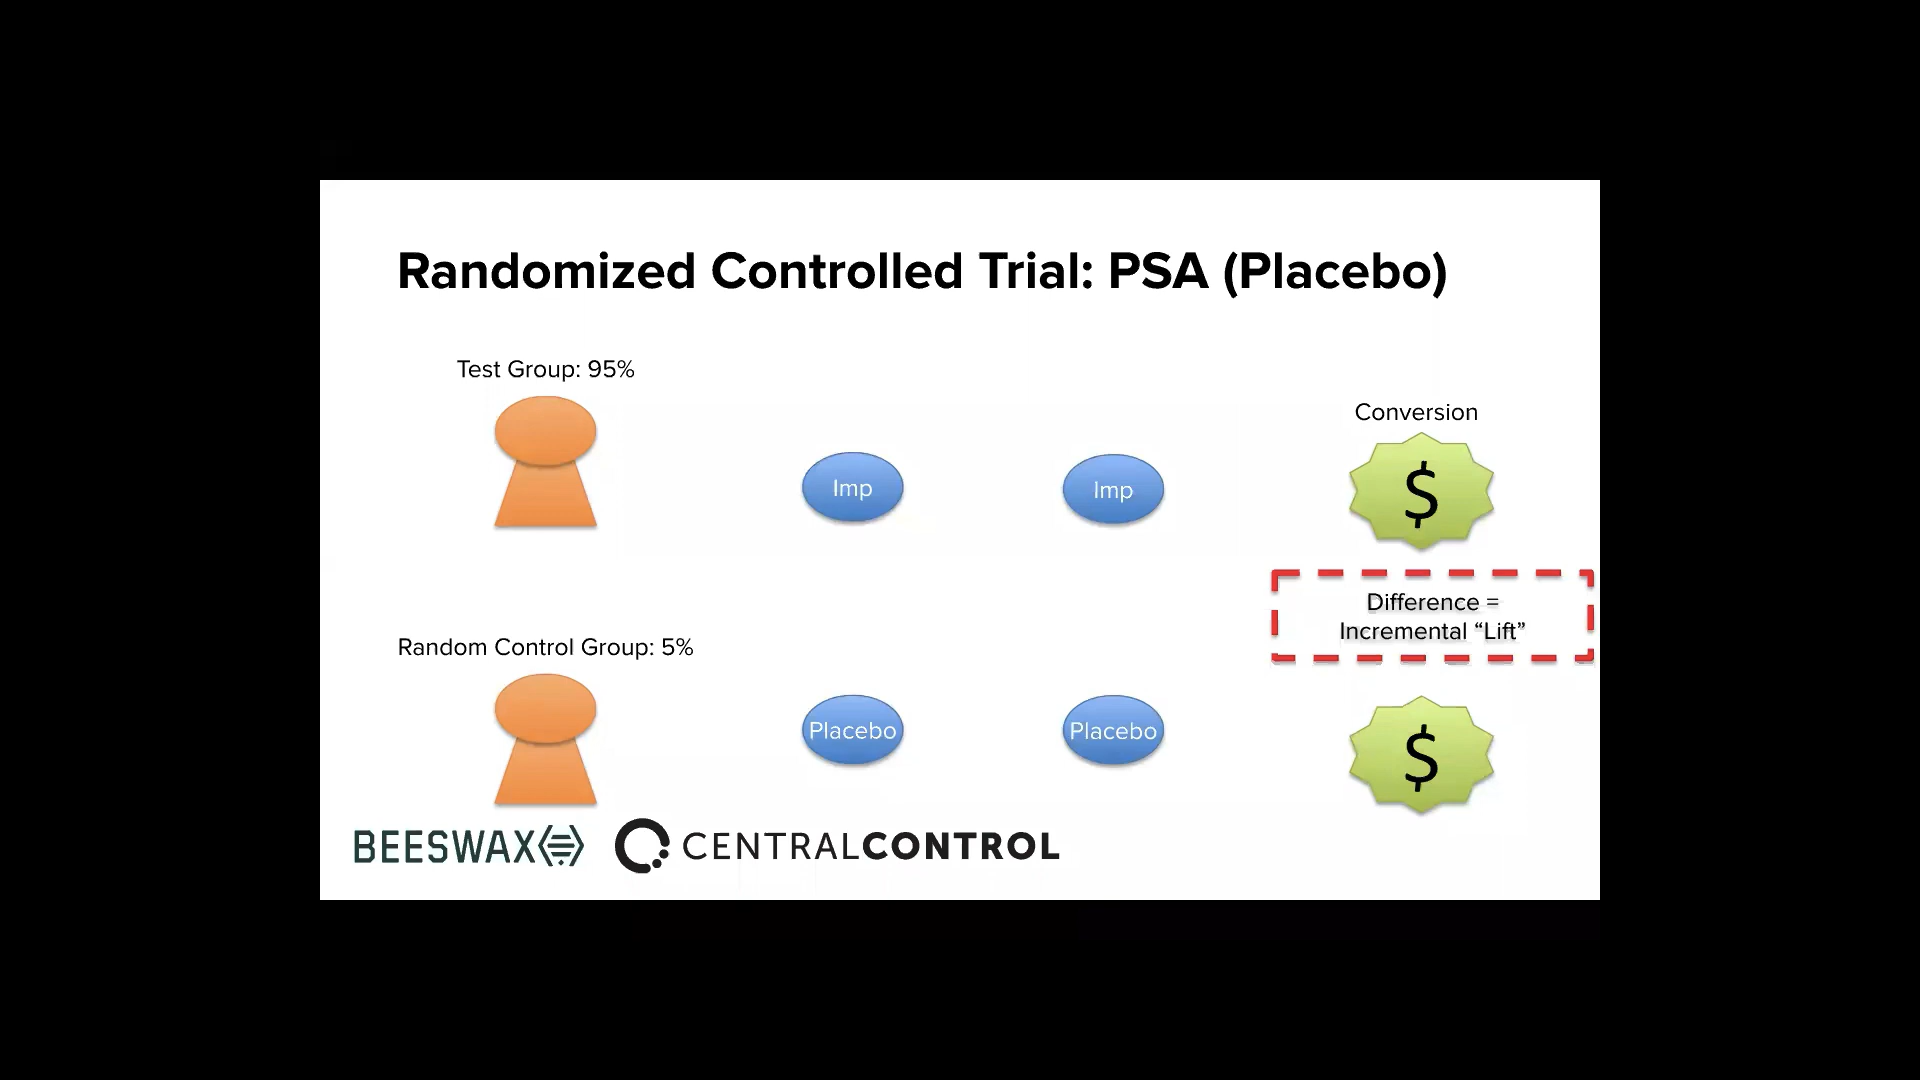 Randomized Controlled Trial: PSA (Placebo)
Test Group: 95%
Conversion
Imp
Imp
$
Difference =
Incremental “Lift”
Random Control Group: 5%
Placebo
Placebo
$
BEESWAX
CENTRALCONTROL